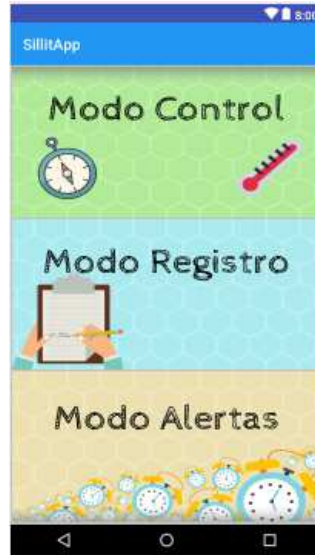 8:00
SillitApp
Modo Control
Modo Registro
Modo Alertas